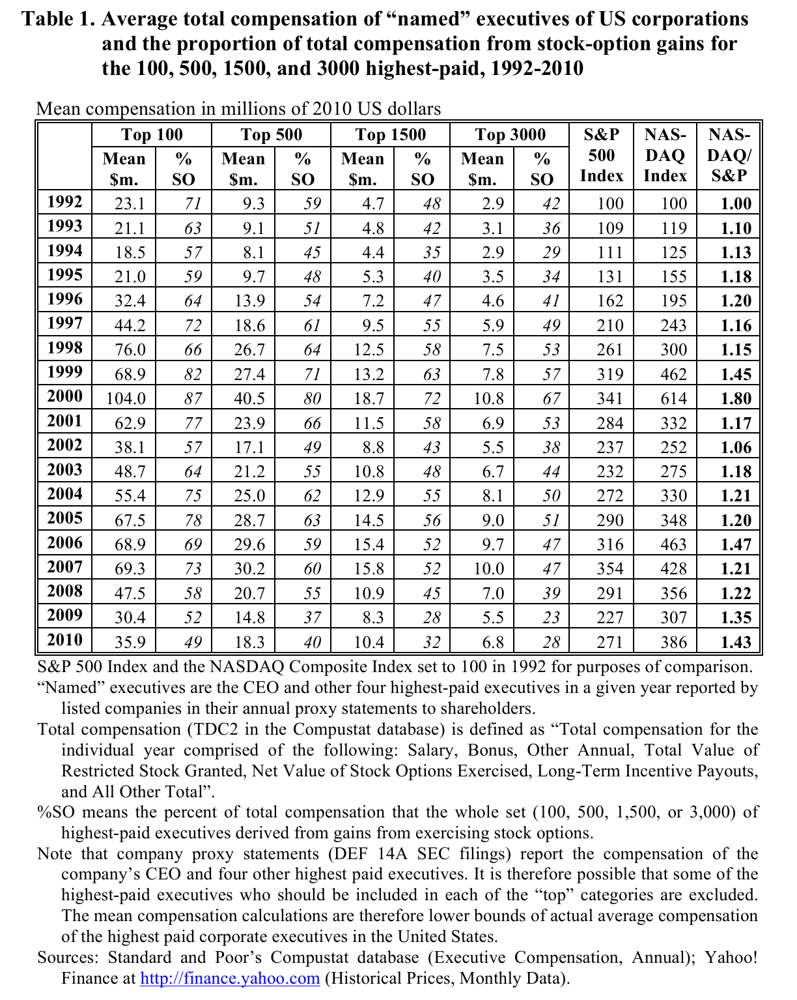 Table 1. Average total compensation of “named” executives of US corporations
and the proportion of total compensation from stock-option gains for
the 100, 500, 1500, and 3000 highest-paid, 1992-2010
Mean compensation in millions of 2010 US dollars
Top 100 Top 500 Top 1500 Top 3000 S&P 500 Index NAS-DAQ Index NAS-DAQ/ S&P
Mean $m. % SO Mean $m. % SO Mean $m. % SO Mean $m. % SO
1992 23.1 71 9.3 59 4.7 48 2.9 42 100 100 1.00
1993 21.1 63 9.1 51 4.8 42 3.1 36 109 119 1.10
1994 18.5 57 8.1 45 4.4 35 2.9 29 111 125 1.13
1995 21.0 59 9.7 48 5.3 40 3.5 34 131 155 1.18
1996 32.4 64 13.9 54 7.2 47 4.6 41 162 195 1.20
1997 44.2 72 18.6 61 9.5 55 5.9 49 210 243 1.16
1998 76.0 66 26.7 64 12.5 58 7.5 53 261 300 1.15
1999 68.9 82 27.4 71 13.2 63 7.8 57 319 462 1.45
2000 104.0 87 40.5 80 18.7 72 10.8 67 341 614 1.80
2001 62.9 77 23.9 66 11.5 58 6.9 53 284 332 1.17
2002 38.1 57 17.1 49 8.8 43 5.5 38 237 252 1.06
2003 48.7 64 21.2 55 10.8 48 6.7 44 232 275 1.18
2004 55.4 75 25.0 62 12.9 55 8.1 50 272 330 1.21
2005 67.5 78 28.7 63 14.5 56 9.0 51 290 348 1.20
2006 68.9 69 29.6 59 15.4 52 9.7 47 316 463 1.47
2007 69.3 73 30.2 60 15.8 52 10.0 47 354 428 1.21
2008 47.5 58 20.7 55 10.9 45 7.0 39 291 356 1.22
2009 30.4 52 14.8 37 8.3 28 5.5 23 227 307 1.35
2010 35.9 49 18.3 40 10.4 32 6.8 28 271 386 1.43
S&P 500 Index and the NASDAQ Composite Index set to 100 in 1992 for purposes of comparison.
“Named” executives are the CEO and other four highest-paid executives in a given year reported by
listed companies in their annual proxy statements to shareholders.
Total compensation (TDC2 in the Compustat database) is defined as “Total compensation for the
individual year comprised of the following: Salary, Bonus, Other Annual, Total Value of
Restricted Stock Granted, Net Value of Stock Options Exercised, Long-Term Incentive Payouts,
and All Other Total”.
%SO means the percent of total compensation that the whole set (100, 500, 1,500, or 3,000) of
highest-paid executives derived from gains from exercising stock options.
Note that company proxy statements (DEF 14A SEC filings) report the compensation of the
company’s CEO and four other highest paid executives. It is therefore possible that some of the
highest-paid executives who should be included in each of the “top” categories are excluded.
The mean compensation calculations are therefore lower bounds of actual average compensation
of the highest paid corporate executives in the United States.
Sources: Standard and Poor’s Compustat database (Executive Compensation, Annual); Yahoo!
Finance at http://finance.yahoo.com (Historical Prices, Monthly Data).